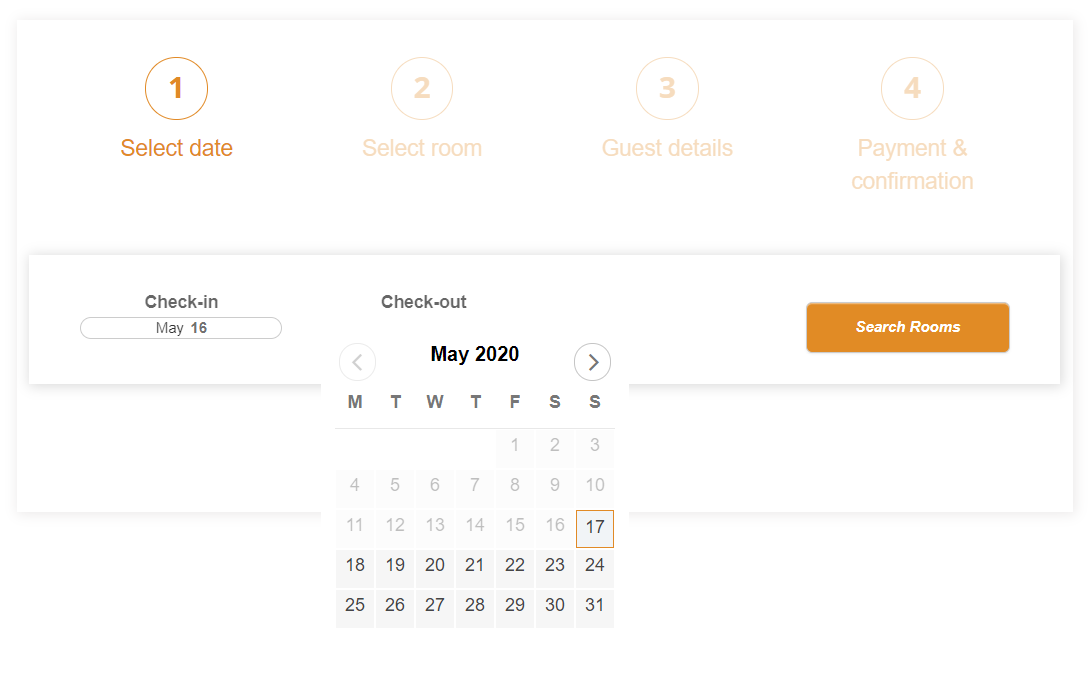 1 2 3 4
Select date Select room Guest details Payment &
confirmation
Check-in Check-out
May 16 Search Rooms
May 2020
M T W T F S S
1 2 3
4 5 6 7 8 9 10
11 12 13 14 15 16 17
18 19 20 21 22 23 24
25 26 27 28 29 30 31